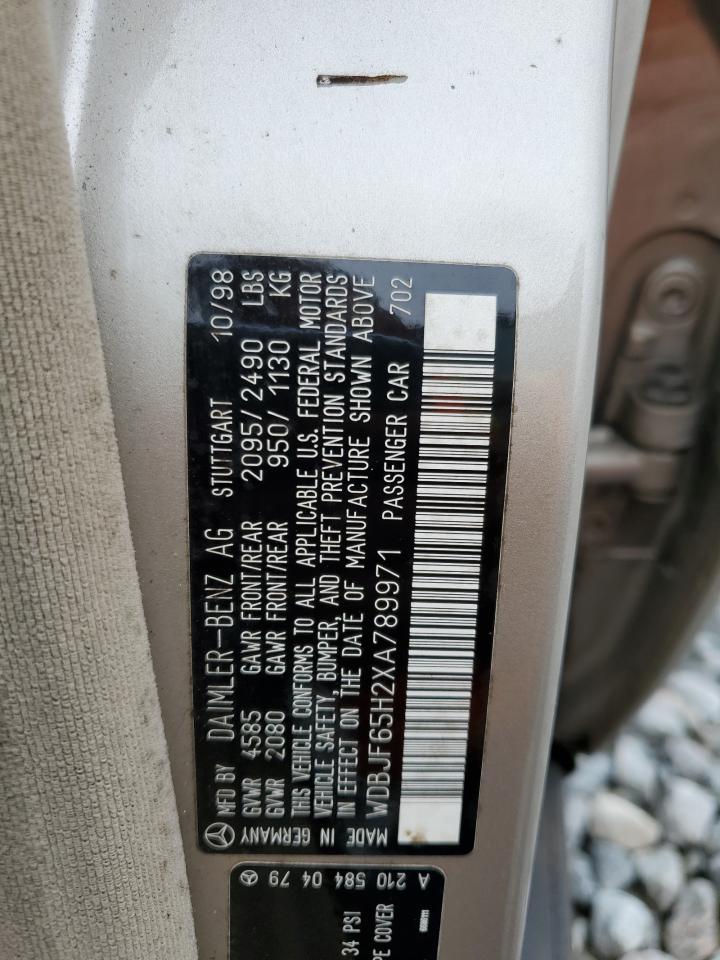 MFD BY DAIMLER-BENZ AG STUTTGART 10/98
GVWR 4585 GAWR FRONT/REAR 2095/2490 LBS
GVWR 2080 GAWR FRONT/REAR 950/1130 KG
THIS VEHICLE CONFORMS TO ALL APPLICABLE U.S. FEDERAL MOTOR
VEHICLE SAFETY, BUMPER, AND THEFT PREVENTION STANDARDS
IN EFFECT ON THE DATE OF MANUFACTURE SHOWN ABOVE
MADE IN GERMANY
WDBJF65H2XA789971 PASSENGER CAR 702
A 210 584 04 79
34 PSI
PE COVER